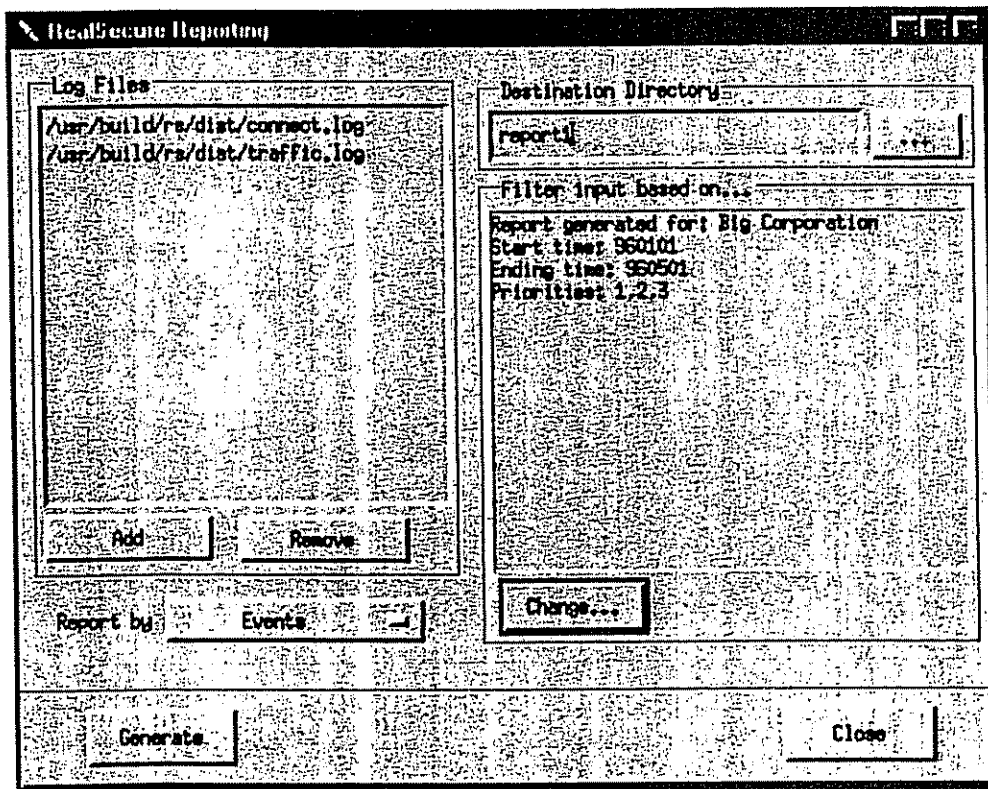 RealSecure Reporting
Log Files
/usr/build/rs/dist/connect.log
/usr/build/rs/dist/traffic.log
Add
Remove
Report by
Events
Destination Directory
report1
...
Filter input based on...
Report generated for: Big Corporation
Start time: 960101
Ending time: 960501
Priorities: 1,2,3
Change...
Generate
Close